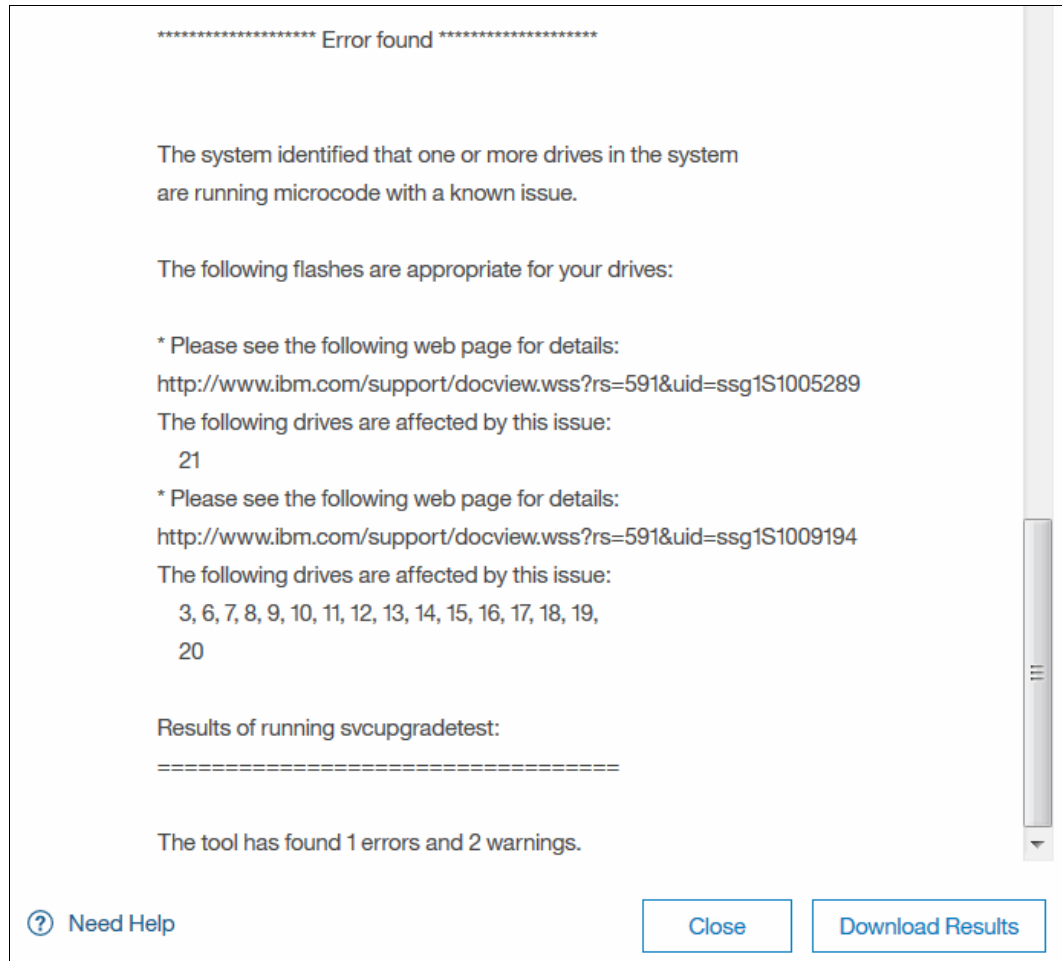 ******************** Error found ********************
The system identified that one or more drives in the system
are running microcode with a known issue.
The following flashes are appropriate for your drives:
* Please see the following web page for details:
http://www.ibm.com/support/docview.wss?rs=591&uid=ssg1S1005289
The following drives are affected by this issue:
21
* Please see the following web page for details:
http://www.ibm.com/support/docview.wss?rs=591&uid=ssg1S1009194
The following drives are affected by this issue:
3, 6, 7, 8, 9, 10, 11, 12, 13, 14, 15, 16, 17, 18, 19,
20
Results of running svcupgradetest:
==================================
The tool has found 1 errors and 2 warnings.
? Need Help
Close
Download Results